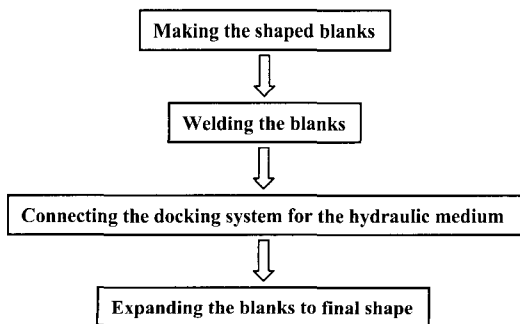 Making the shaped blanks
Welding the blanks
Connecting the docking system for the hydraulic medium
Expanding the blanks to final shape